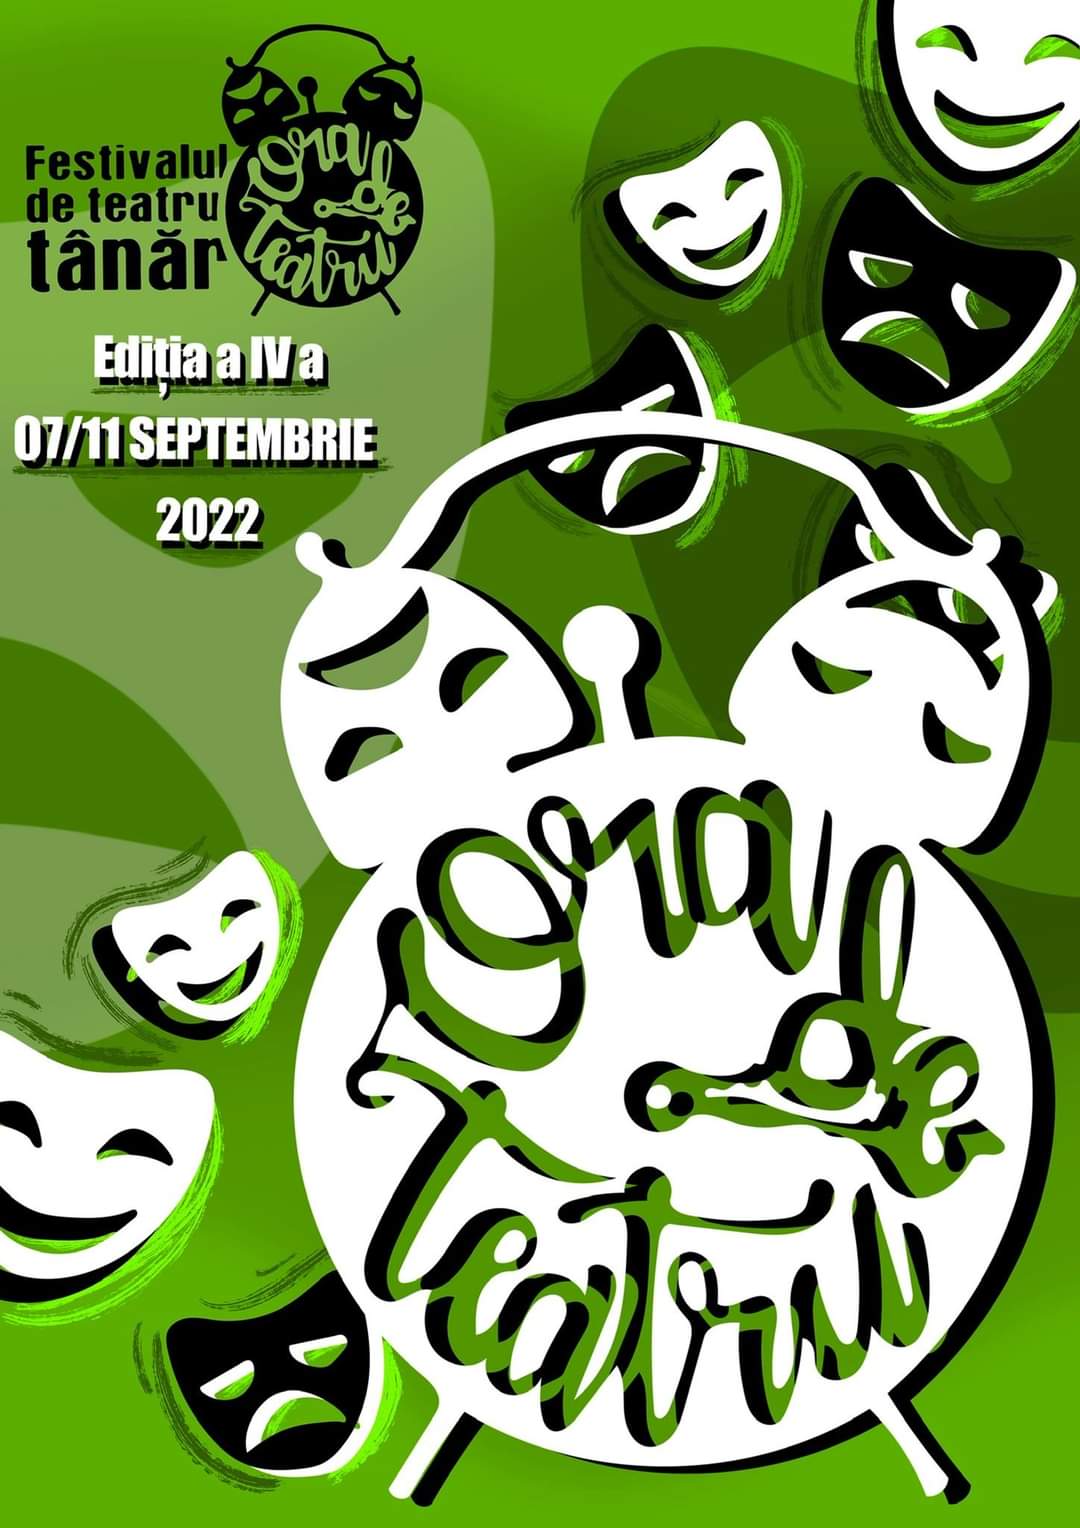 Festivalul
de teatru
tânăr
Ora
de
Teatru
Ediția a IV a
07/11 SEPTEMBRIE
2022
Ora
de
Teatru